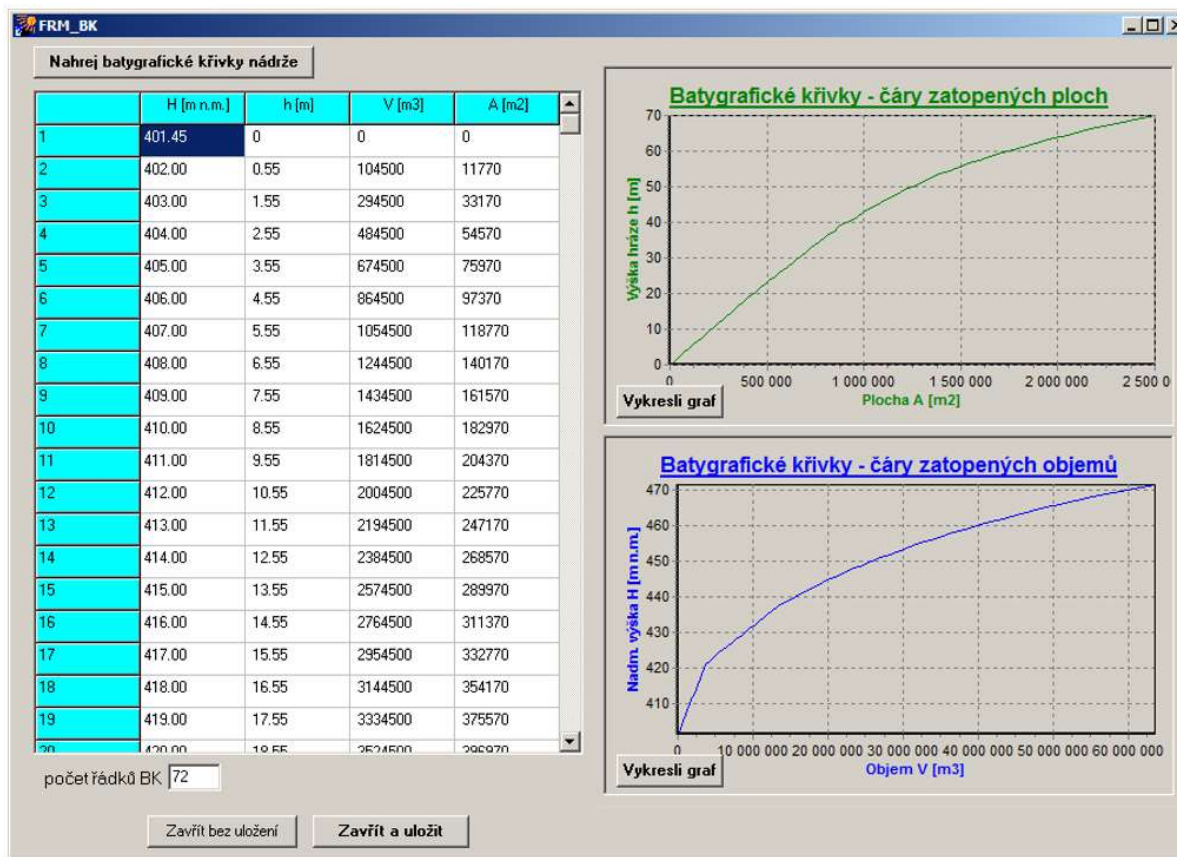 FRM_BK
Nahrej batygrafické křivky nádrže
H [m n.m.] h [m] V [m3] A [m2]
1 401.45 0 0 0
2 402.00 0.55 104500 11770
3 403.00 1.55 294500 33170
4 404.00 2.55 484500 54570
5 405.00 3.55 674500 75970
6 406.00 4.55 864500 97370
7 407.00 5.55 1054500 118770
8 408.00 6.55 1244500 140170
9 409.00 7.55 1434500 161570
10 410.00 8.55 1624500 182970
11 411.00 9.55 1814500 204370
12 412.00 10.55 2004500 225770
13 413.00 11.55 2194500 247170
14 414.00 12.55 2384500 268570
15 415.00 13.55 2574500 289970
16 416.00 14.55 2764500 311370
17 417.00 15.55 2954500 332770
18 418.00 16.55 3144500 354170
19 419.00 17.55 3334500 375570
20 420.00 18.55 3524500 396970
počet řádků BK 72
Zavřít bez uložení
Zavřít a uložit
Batygrafické křivky - čáry zatopených ploch
Výška hráze h [m]
70
60
50
40
30
20
10
0
0 500 000 1 000 000 1 500 000 2 000 000 2 500 0
Vykresli graf
Plocha A [m2]
Batygrafické křivky - čáry zatopených objemů
Nadm. výška H [m n.m.]
470
460
450
440
430
420
410
0 10 000 000 20 000 000 30 000 000 40 000 000 50 000 000 60 000 000
Vykresli graf
Objem V [m3]